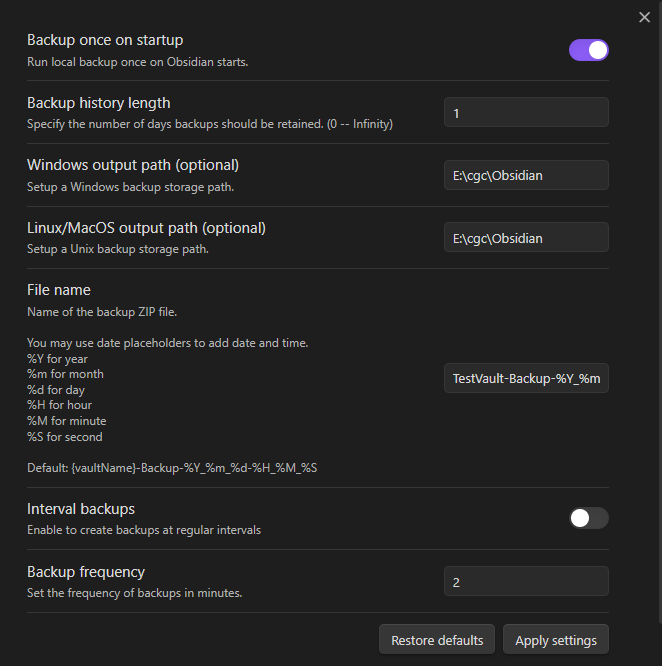 Backup once on startup
Run local backup once on Obsidian starts.
Backup history length
Specify the number of days backups should be retained. (0 -- Infinity)
1
Windows output path (optional)
Setup a Windows backup storage path.
E:\cgc\Obsidian
Linux/MacOS output path (optional)
Setup a Unix backup storage path.
E:\cgc\Obsidian
File name
Name of the backup ZIP file.
You may use date placeholders to add date and time.
%Y for year
%m for month
%d for day
%H for hour
%M for minute
%S for second
Default: {vaultName}-Backup-%Y_%m_%d-%H_%M_%S
TestVault-Backup-%Y_%m
Interval backups
Enable to create backups at regular intervals
Backup frequency
Set the frequency of backups in minutes.
2
Restore defaults
Apply settings